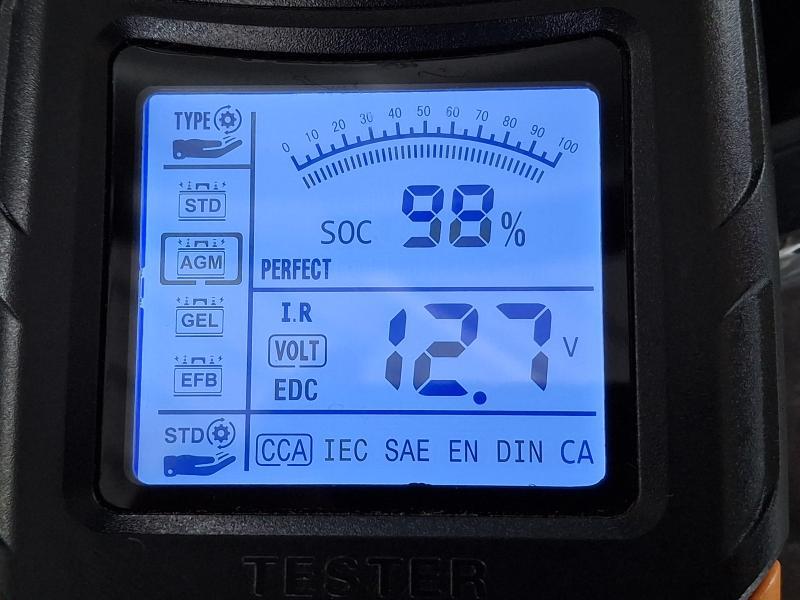 TYPE
0 10 20 30 40 50 60 70 80 90 100
STD
SOC 98%
AGM
PERFECT
GEL
I.R
VOLT
12.7 V
EFB
EDC
STD
CCA IEC SAE EN DIN CA
TESTER